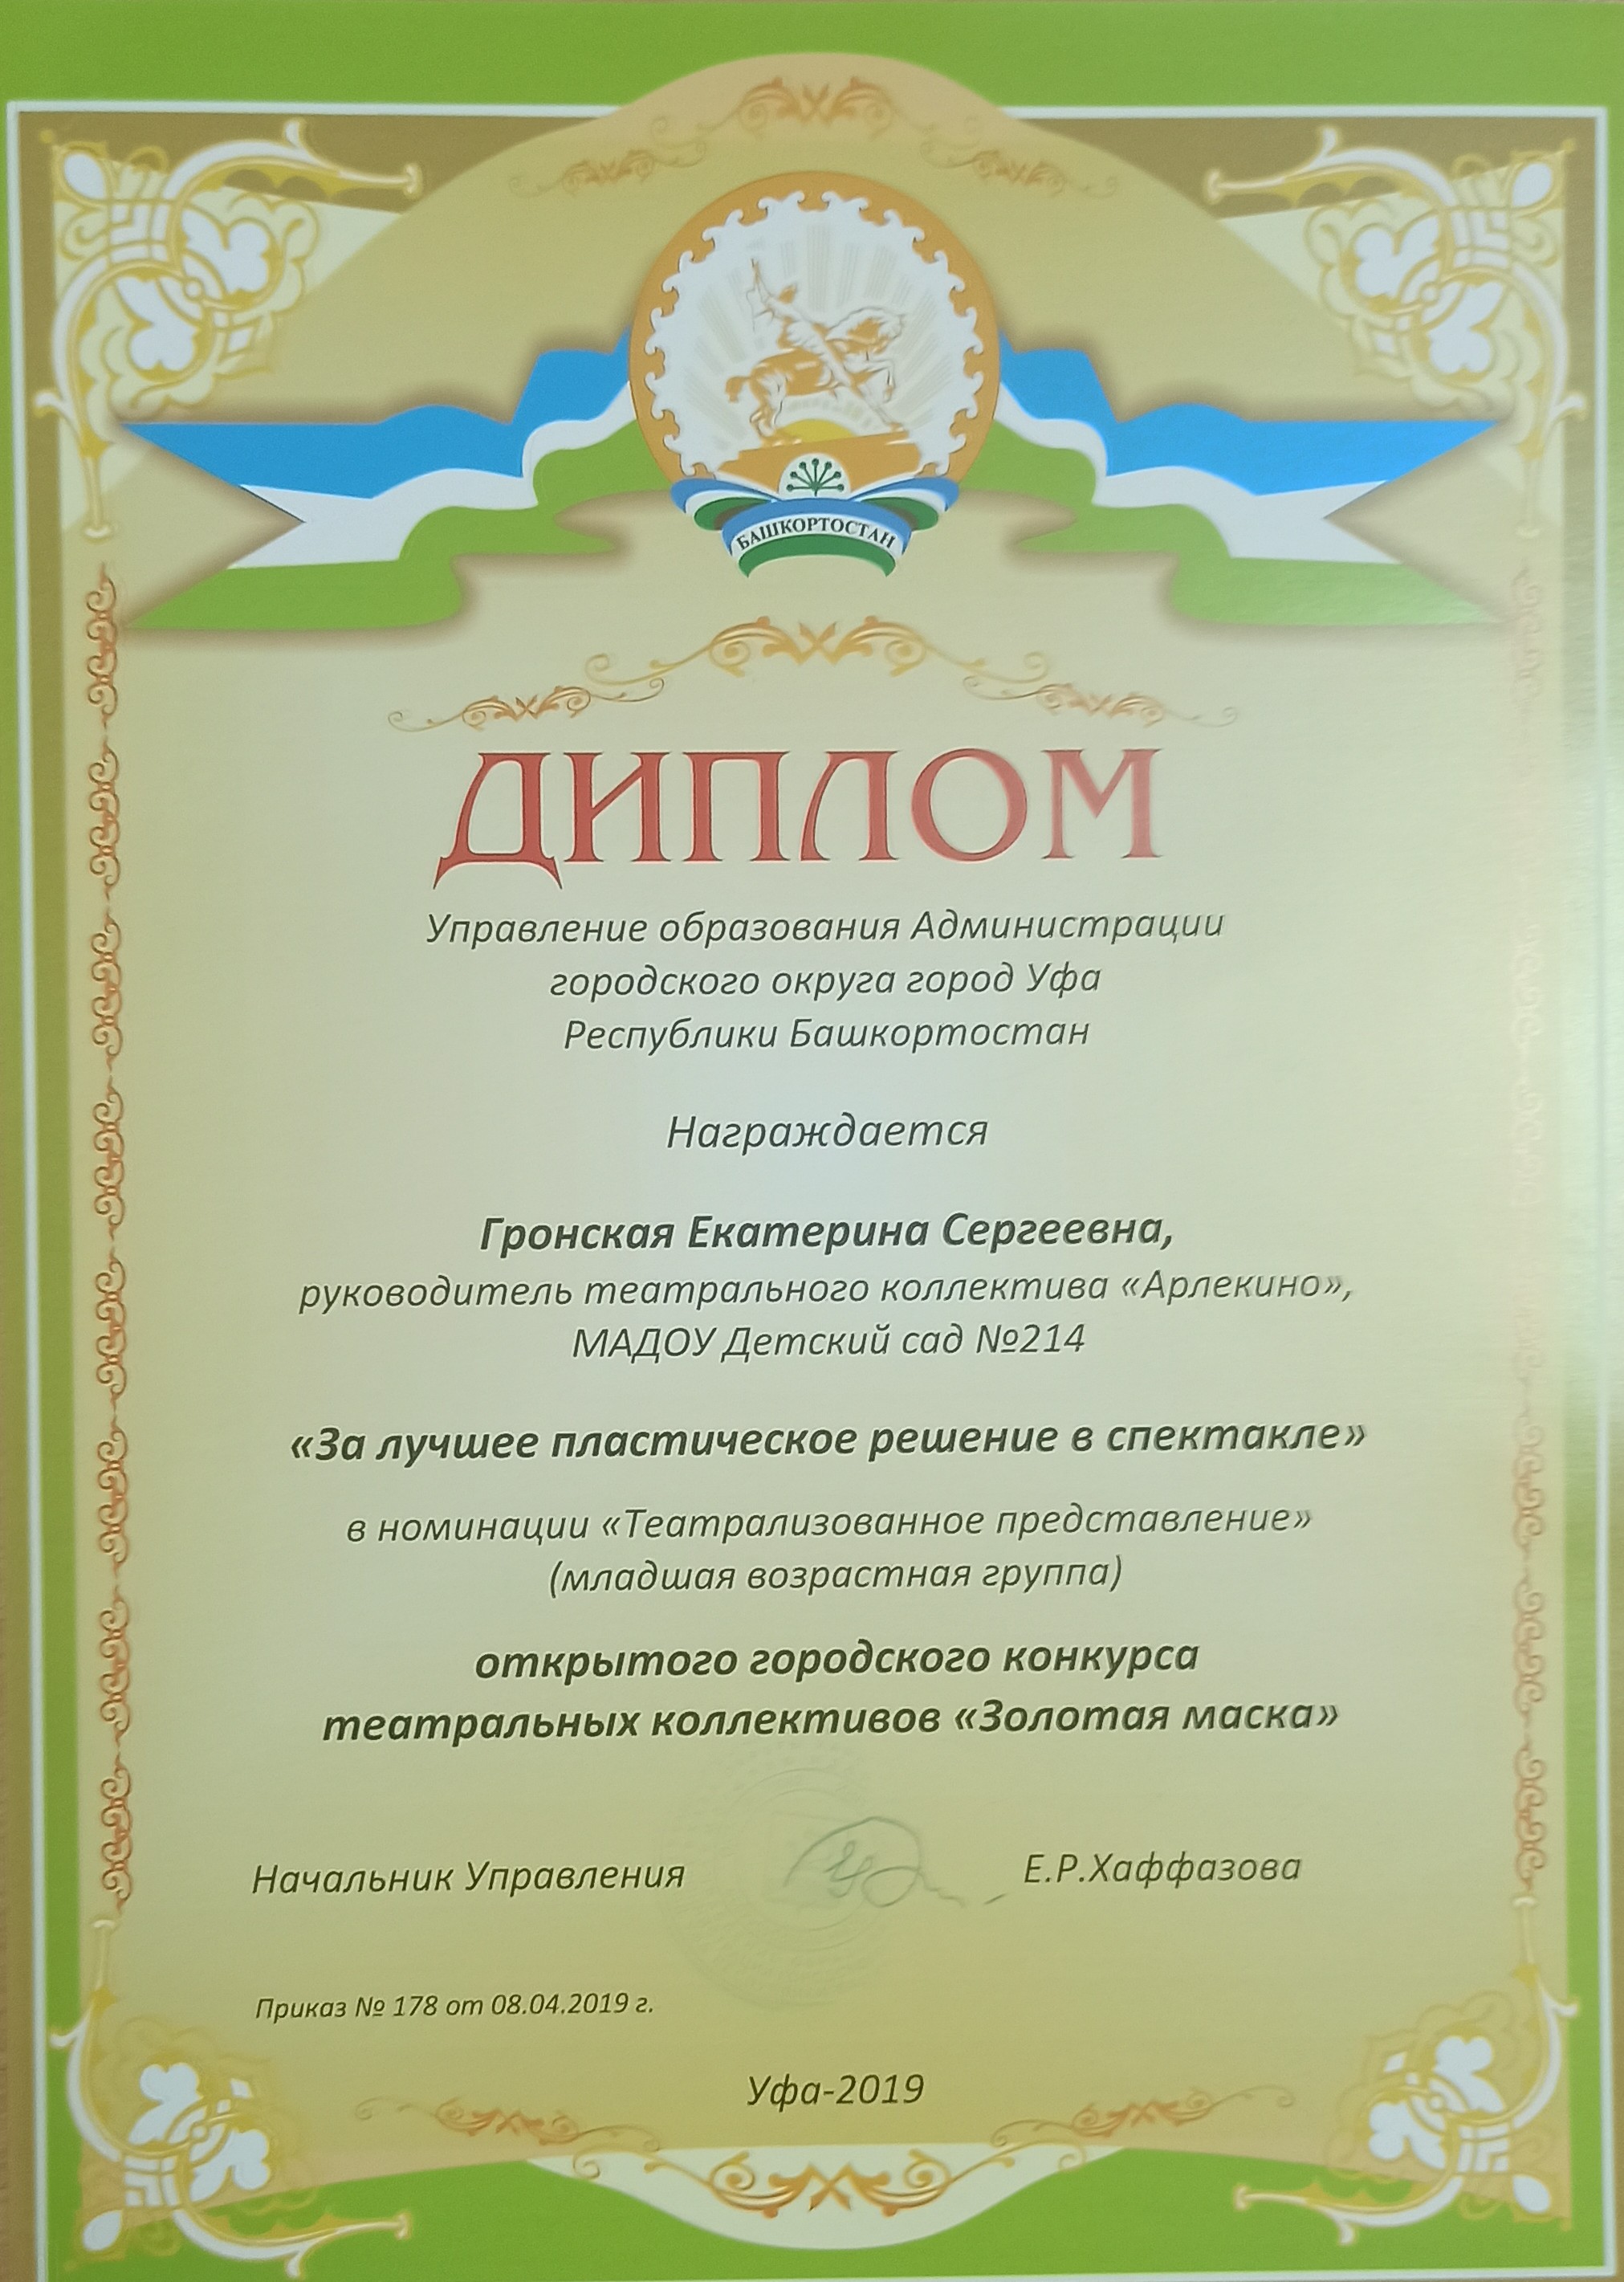 БАШКОРТОСТАН
ДИПЛОМ
Управление образования Администрации
городского округа город Уфа
Республики Башкортостан
Награждается
Гронская Екатерина Сергеевна,
руководитель театрального коллектива «Арлекино»,
МАДОУ Детский сад №214
«За лучшее пластическое решение в спектакле»
в номинации «Театрализованное представление»
(младшая возрастная группа)
открытого городского конкурса
театральных коллективов «Золотая маска»
Начальник Управления Е.Р.Хаффазова
Приказ № 178 от 08.04.2019 г.
Уфа-2019